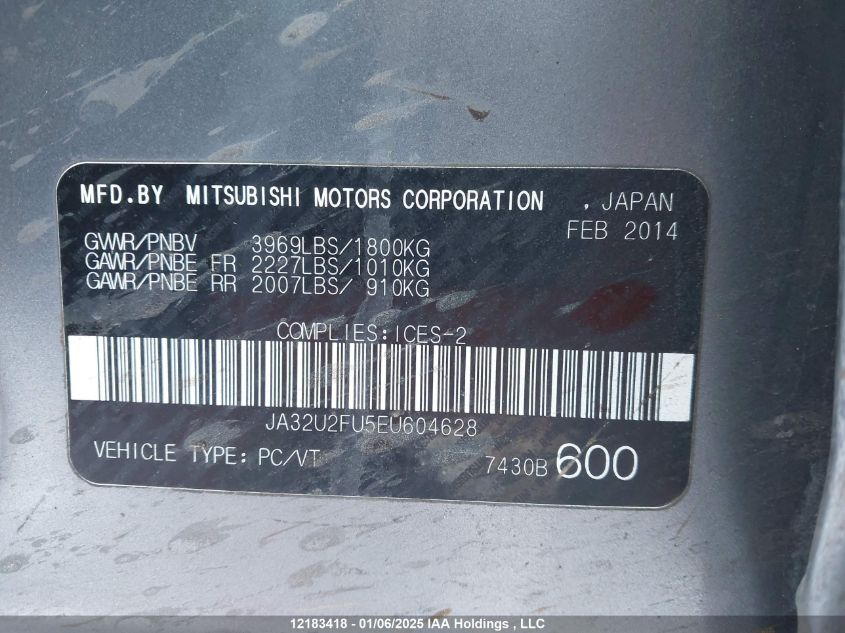 MFD.BY MITSUBISHI MOTORS CORPORATION , JAPAN
FEB 2014
GVWR/PNBV 3969LBS/1800KG
GAWR/PNBE FR 2227LBS/1010KG
GAWR/PNBE RR 2007LBS/ 910KG
COMPLIES:ICES-2
JA32U2FU5EU604628
VEHICLE TYPE: PC/VT 7430B 600
12183418 - 01/06/2025 IAA Holdings , LLC